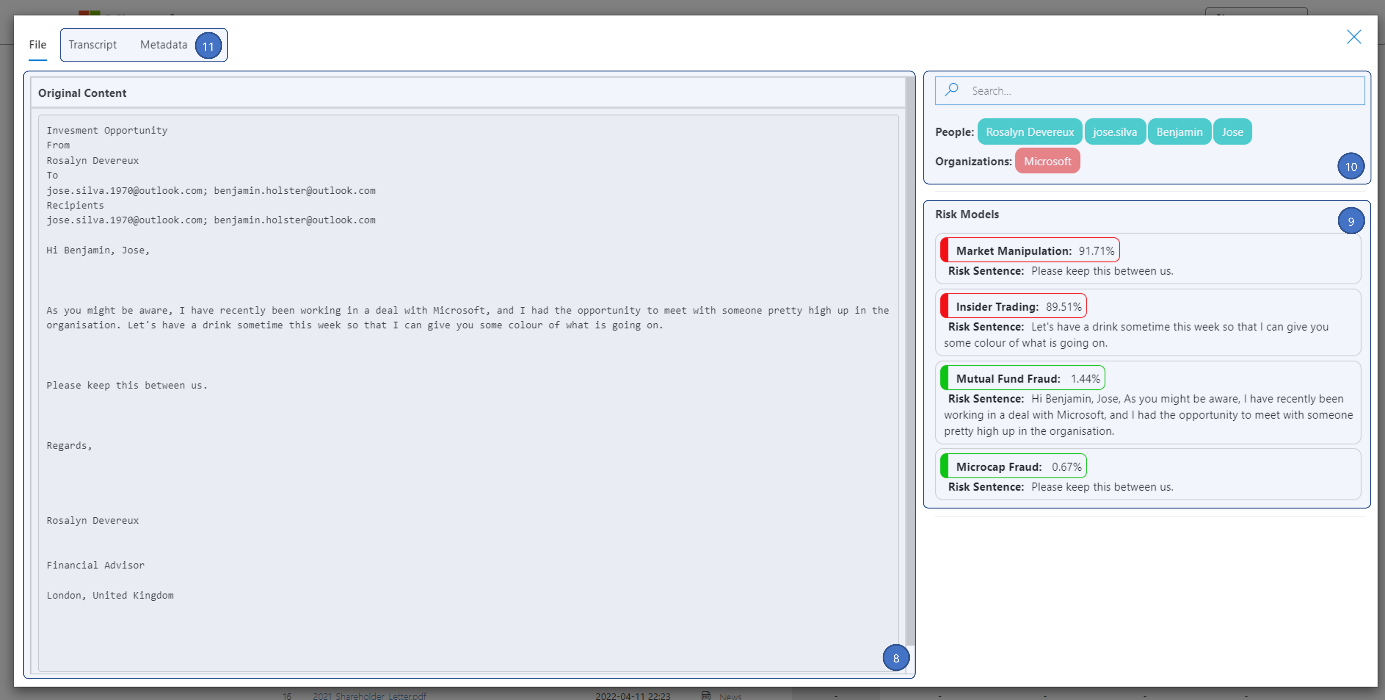 File
Transcript
Metadata
11
Original Content
Invesment Opportunity
From
Rosalyn Devereux
To
jose.silva.1970@outlook.com; benjamin.holster@outlook.com
Recipients
jose.silva.1970@outlook.com; benjamin.holster@outlook.com
Hi Benjamin, Jose,
As you might be aware, I have recently been working in a deal with Microsoft, and I had the opportunity to meet with someone pretty high up in the
organisation. Let's have a drink sometime this week so that I can give you some colour of what is going on.
Please keep this between us.
Regards,
Rosalyn Devereux
Financial Advisor
London, United Kingdom
8
Search...
People: Rosalyn Devereux jose.silva Benjamin Jose
Organizations: Microsoft
10
Risk Models
9
Market Manipulation: 91.71%
Risk Sentence: Please keep this between us.
Insider Trading: 89.51%
Risk Sentence: Let's have a drink sometime this week so that I can give you
some colour of what is going on.
Mutual Fund Fraud: 1.44%
Risk Sentence: Hi Benjamin, Jose, As you might be aware, I have recently been
working in a deal with Microsoft, and I had the opportunity to meet with someone
pretty high up in the organisation.
Microcap Fraud: 0.67%
Risk Sentence: Please keep this between us.
16 2021 Shareholder Letter.pdf 2022-04-11 22:23 News - - - - -